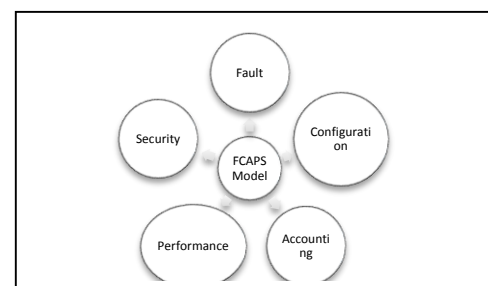 Fault
Security
Configurati
on
FCAPS
Model
Performance
Accounti
ng